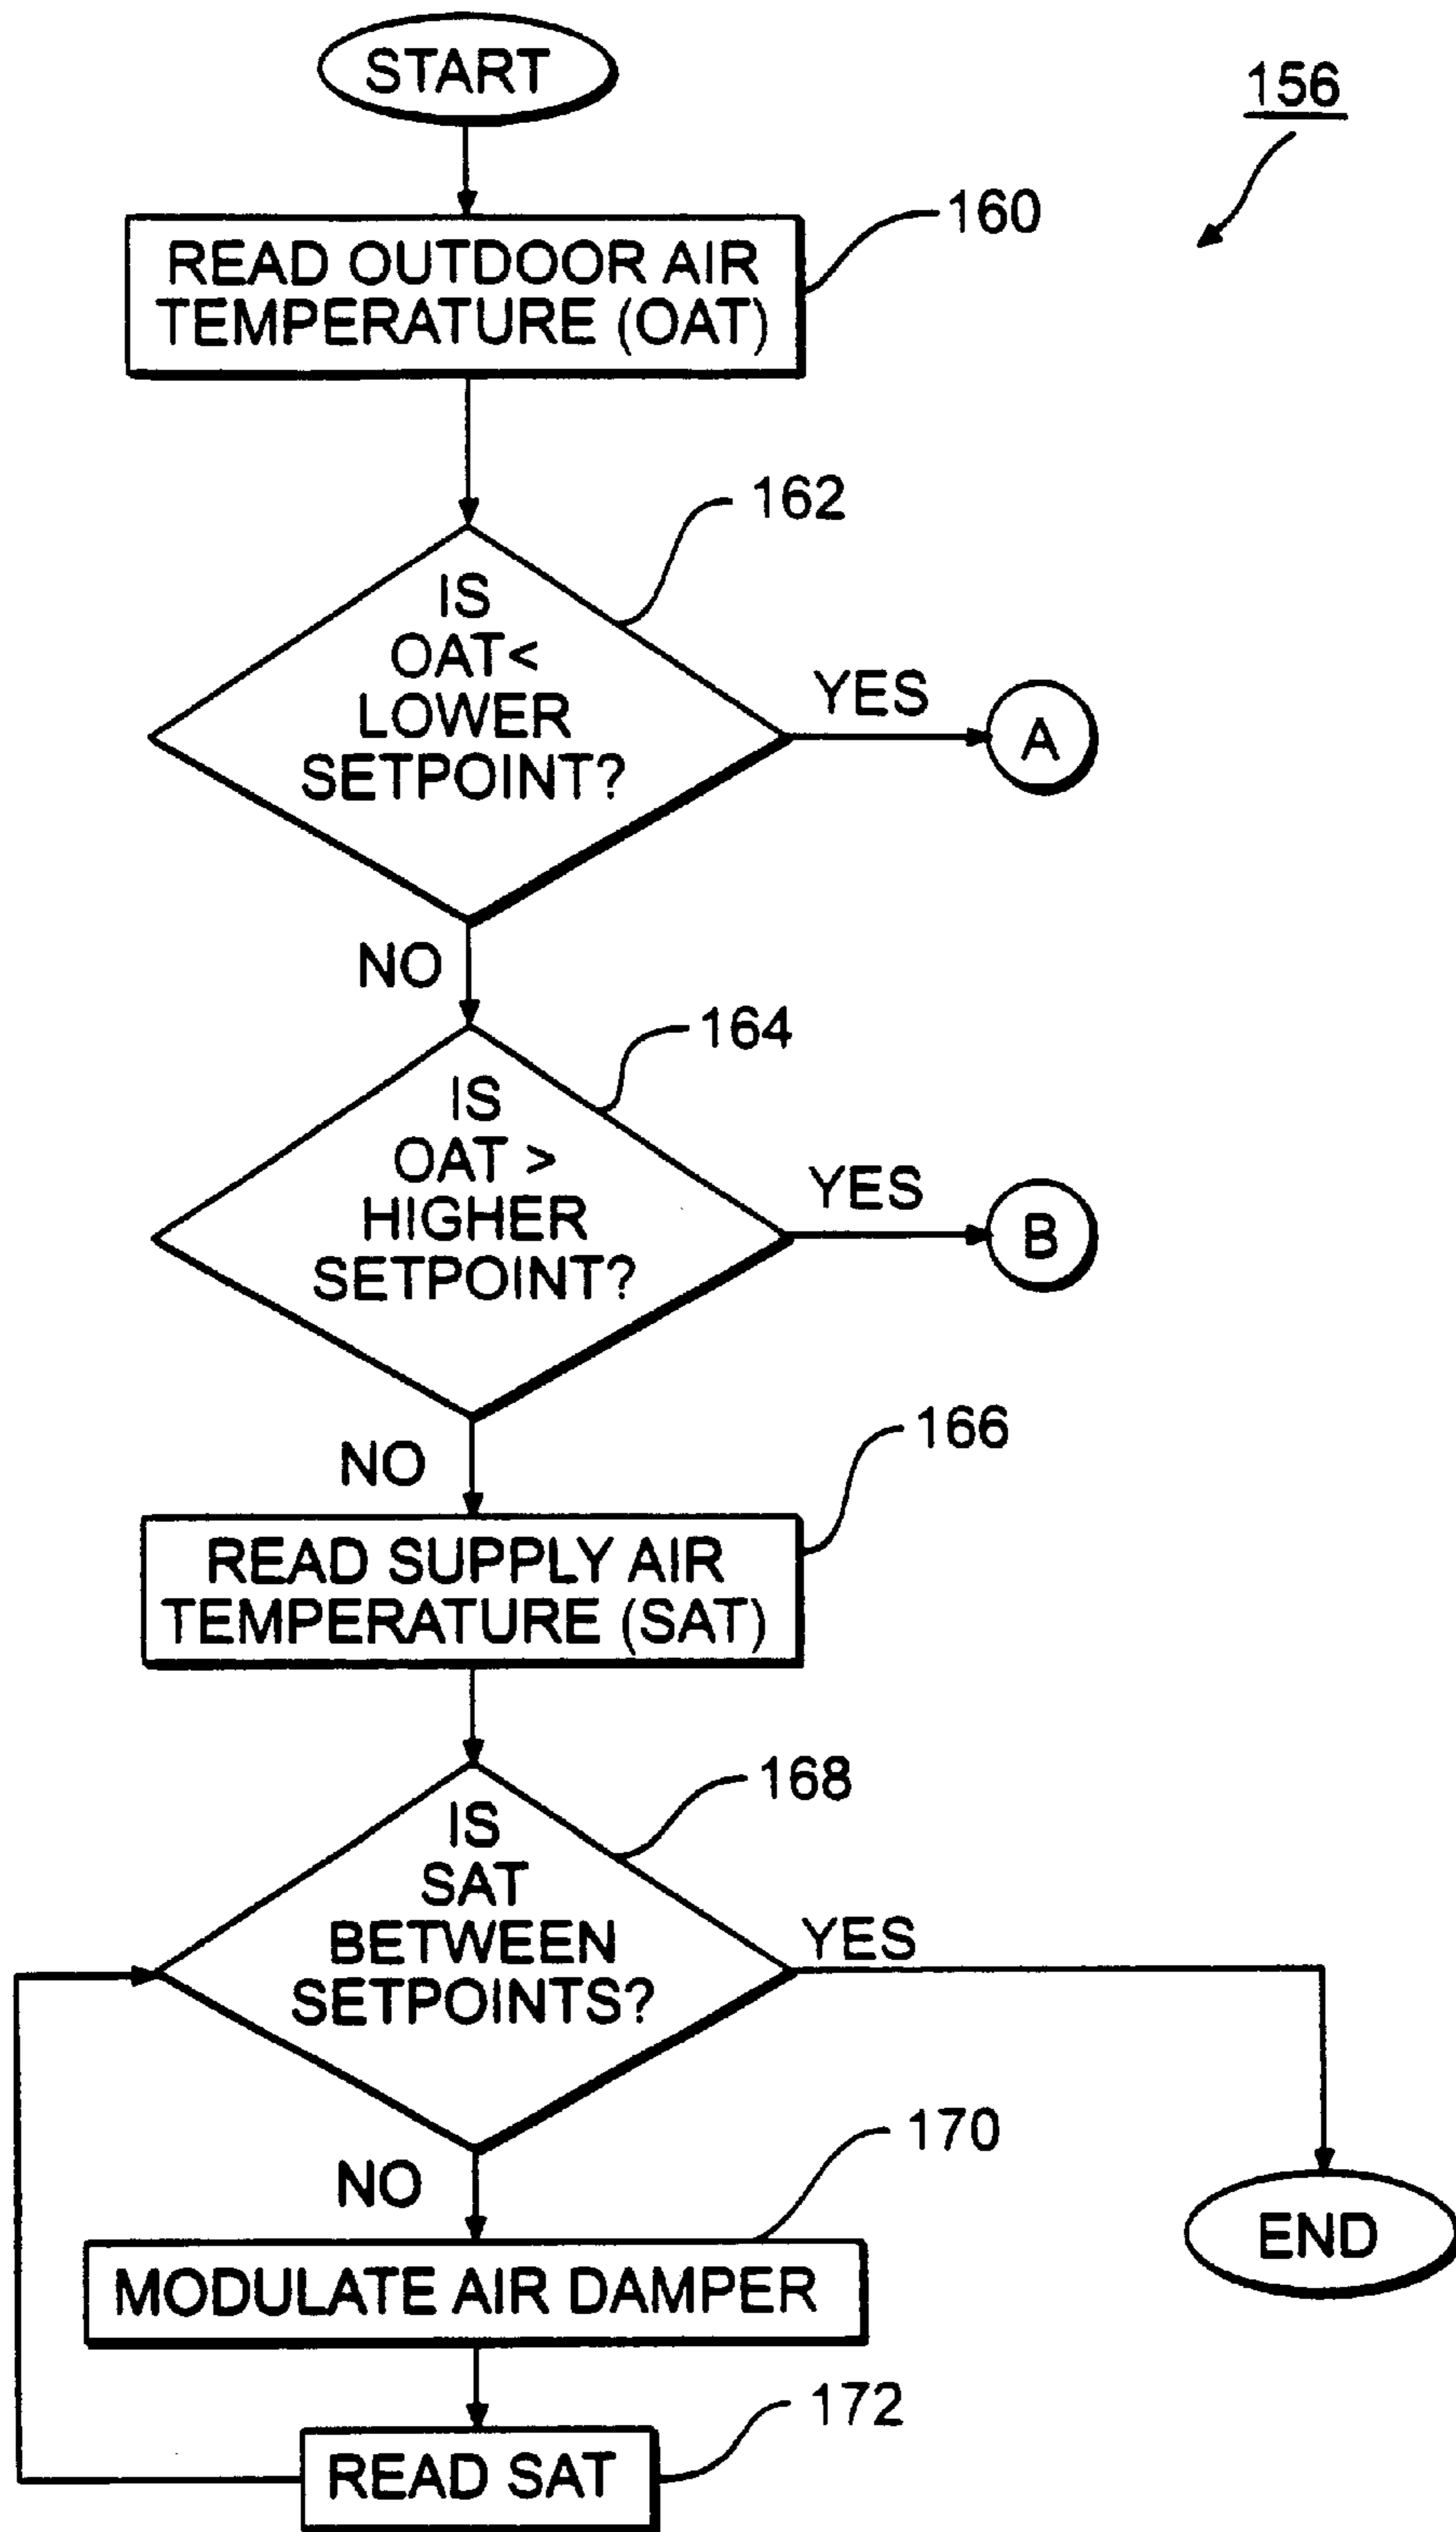 START
156
160
READ OUTDOOR AIR
TEMPERATURE (OAT)
162
IS
OAT<
LOWER
SETPOINT?
YES
A
NO
164
IS
OAT >
HIGHER
SETPOINT?
YES
B
NO
166
READ SUPPLY AIR
TEMPERATURE (SAT)
168
IS
SAT
BETWEEN
SETPOINTS?
YES
NO
170
END
MODULATE AIR DAMPER
172
READ SAT